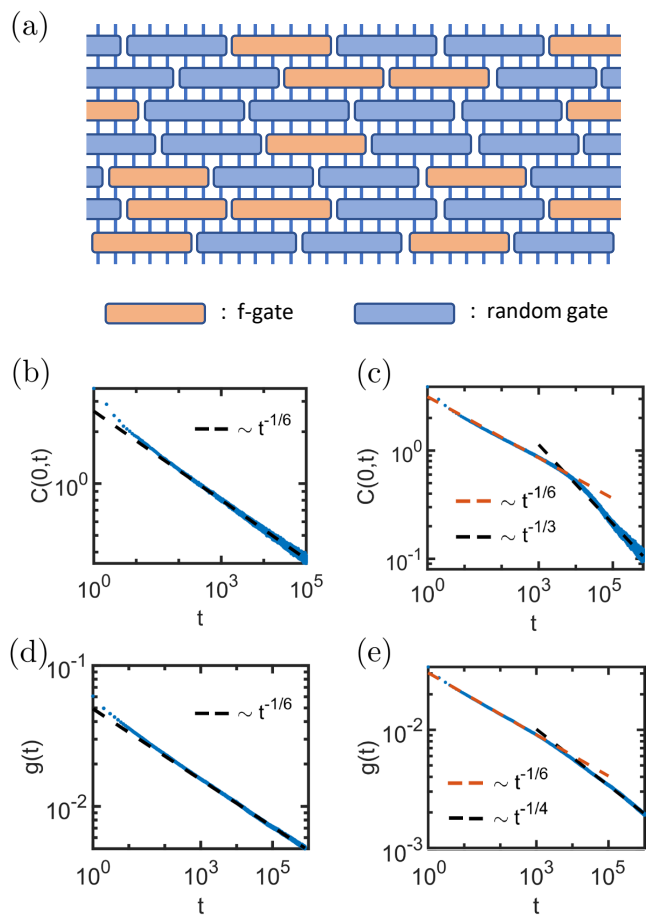 (a)
: f-gate : random gate
(b) (c)
C(0,t)
10^0
~ t^-1/6
10^0 10^3 10^5
t
C(0,t)
10^0
10^-1
~ t^-1/6
~ t^-1/3
10^0 10^3 10^5
t
(d) (e)
g(t)
10^-1
10^-2
~ t^-1/6
10^0 10^3 10^5
t
g(t)
10^-2
10^-3
~ t^-1/6
~ t^-1/4
10^0 10^3 10^5
t